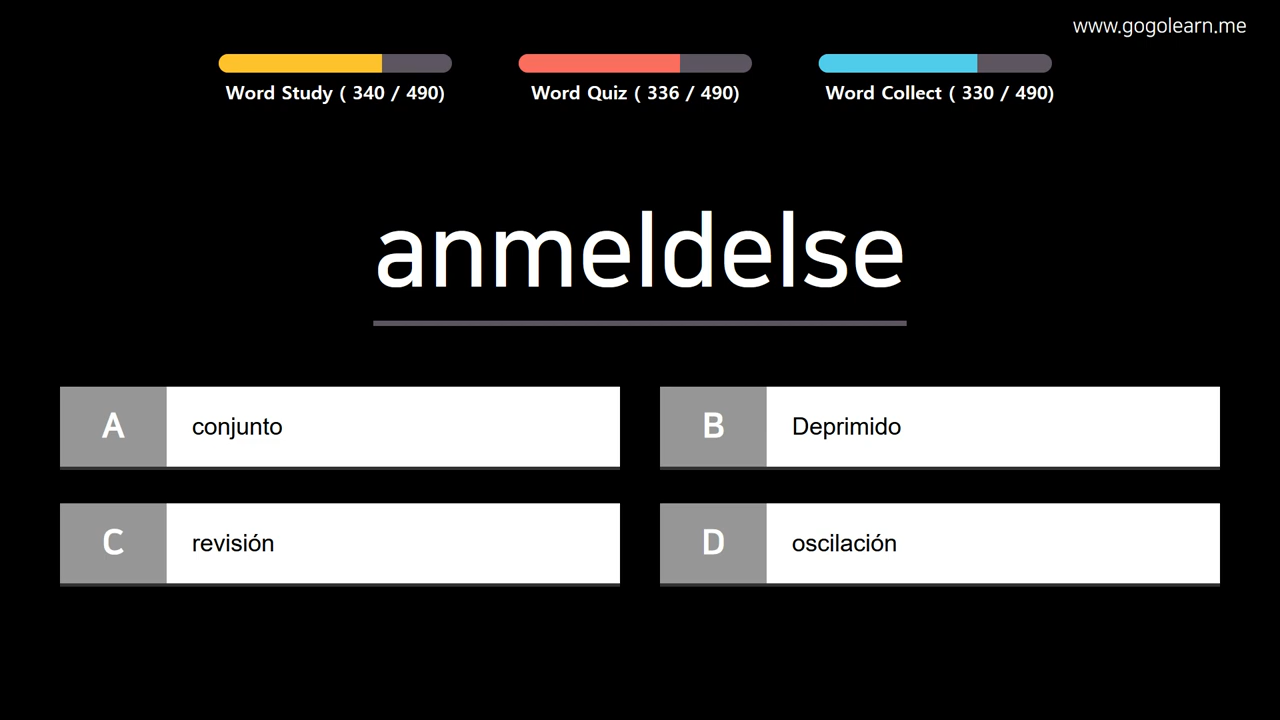 www.gogolearn.me
Word Study ( 340 / 490)
Word Quiz ( 336 / 490)
Word Collect ( 330 / 490)
anmeldelse
A conjunto
B Deprimido
C revisión
D oscilación